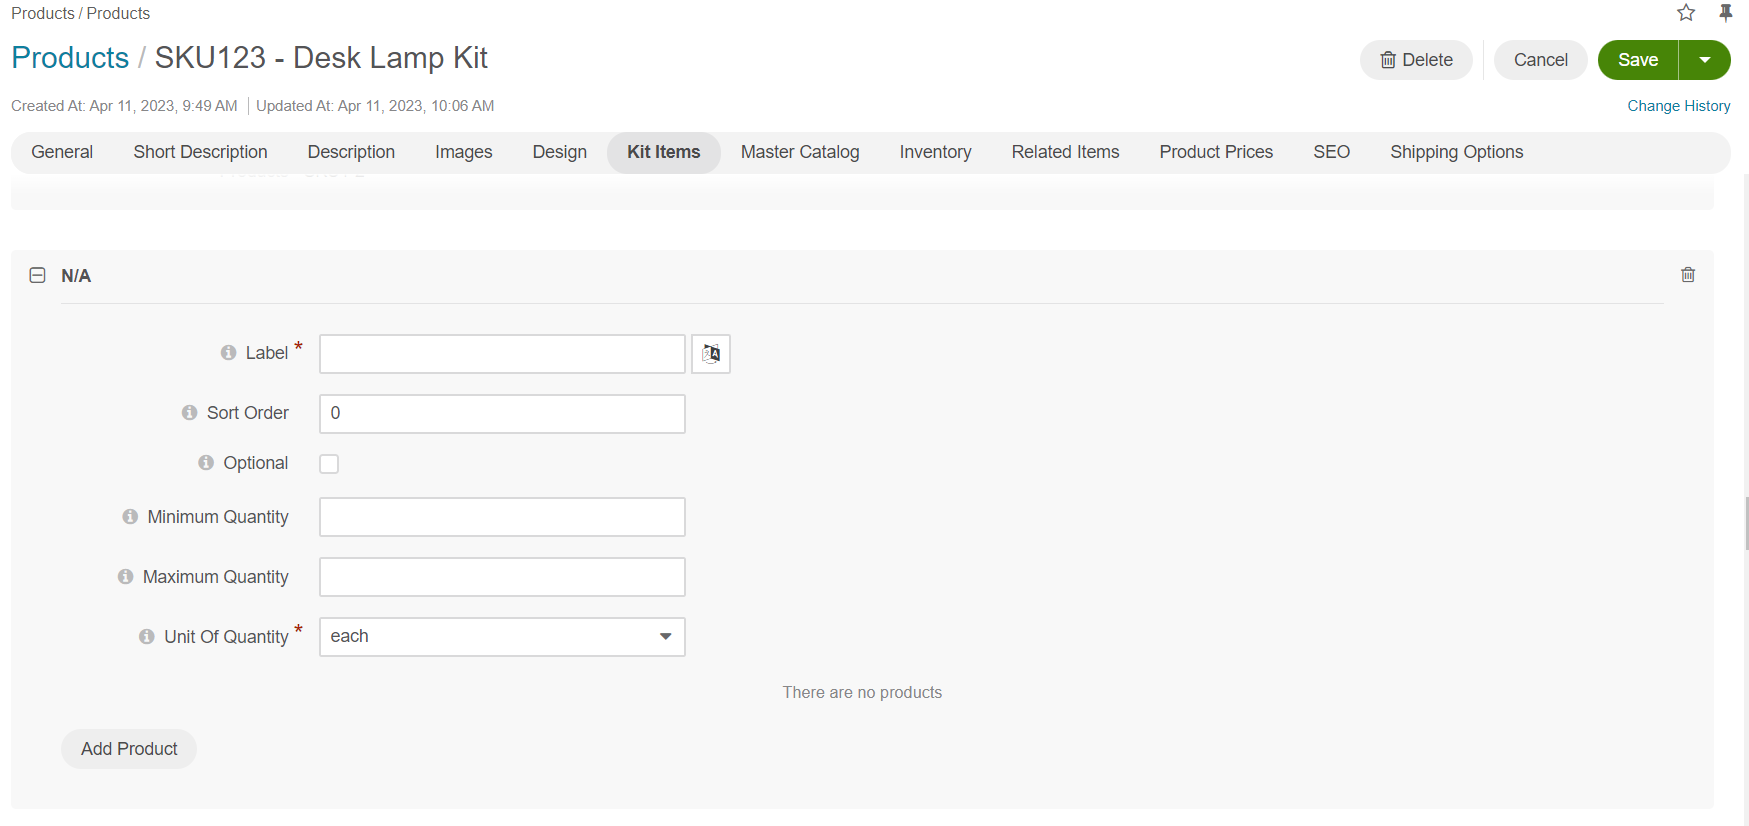 Products / Products
Products / SKU123 - Desk Lamp Kit
Delete
Cancel
Save
Created At: Apr 11, 2023, 9:49 AM
Updated At: Apr 11, 2023, 10:06 AM
Change History
General
Short Description
Description
Images
Design
Kit Items
Master Catalog
Inventory
Related Items
Product Prices
SEO
Shipping Options
N/A
Label *
Sort Order
0
Optional
Minimum Quantity
Maximum Quantity
Unit Of Quantity *
each
There are no products
Add Product